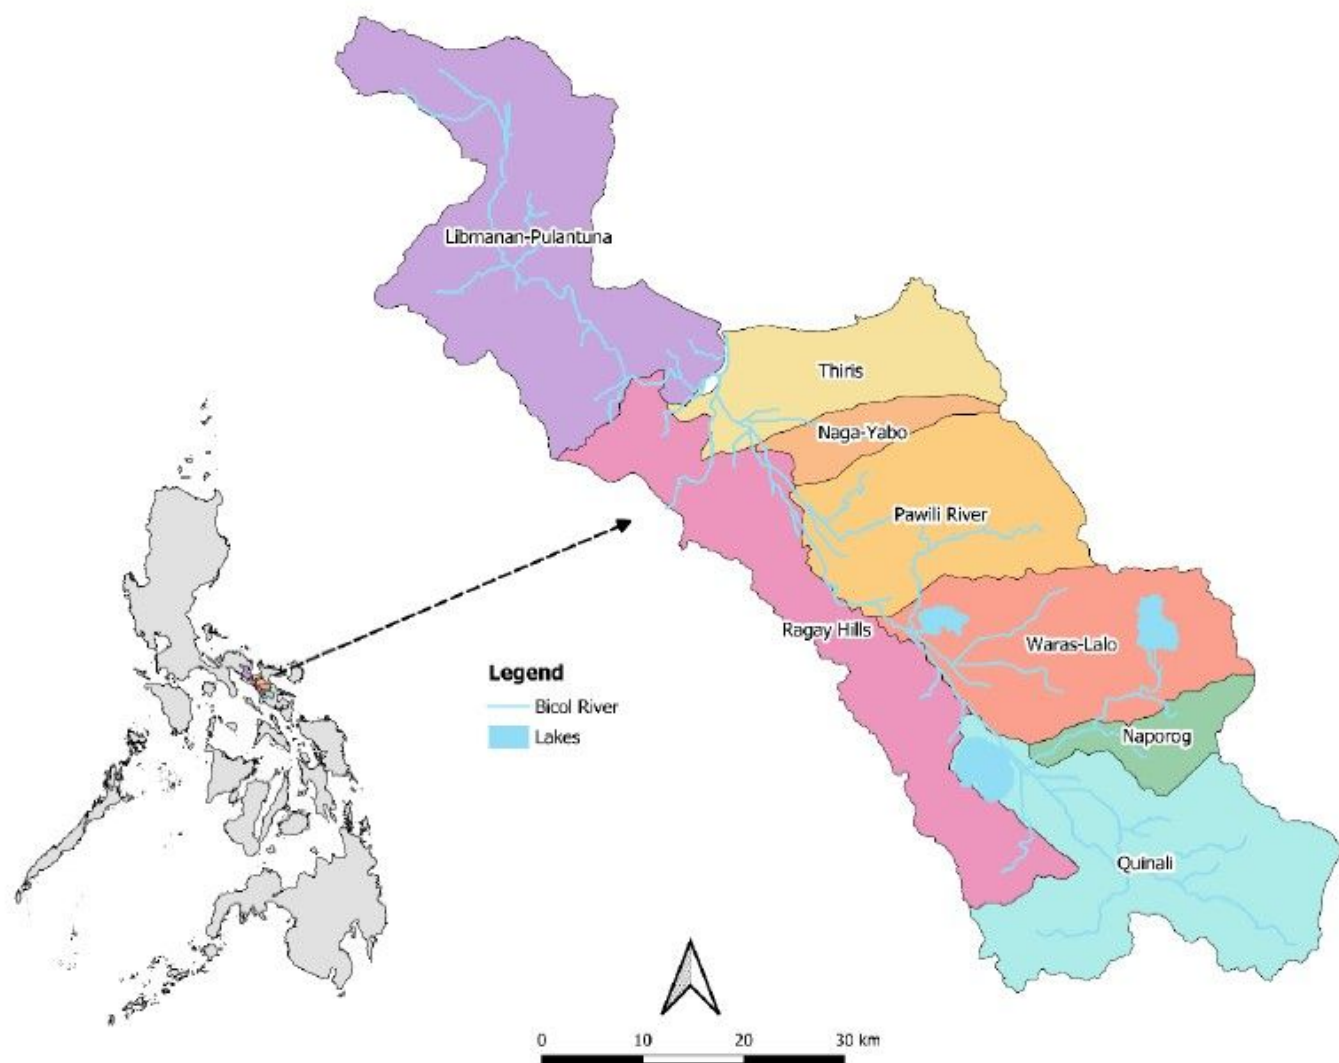 Libmanan-Pulantuna
Thiris
Naga-Yabo
Pawili River
Ragay Hills
Waras-Lalo
Naporog
Quinali
Legend
Bicol River
Lakes
0 10 20 30 km